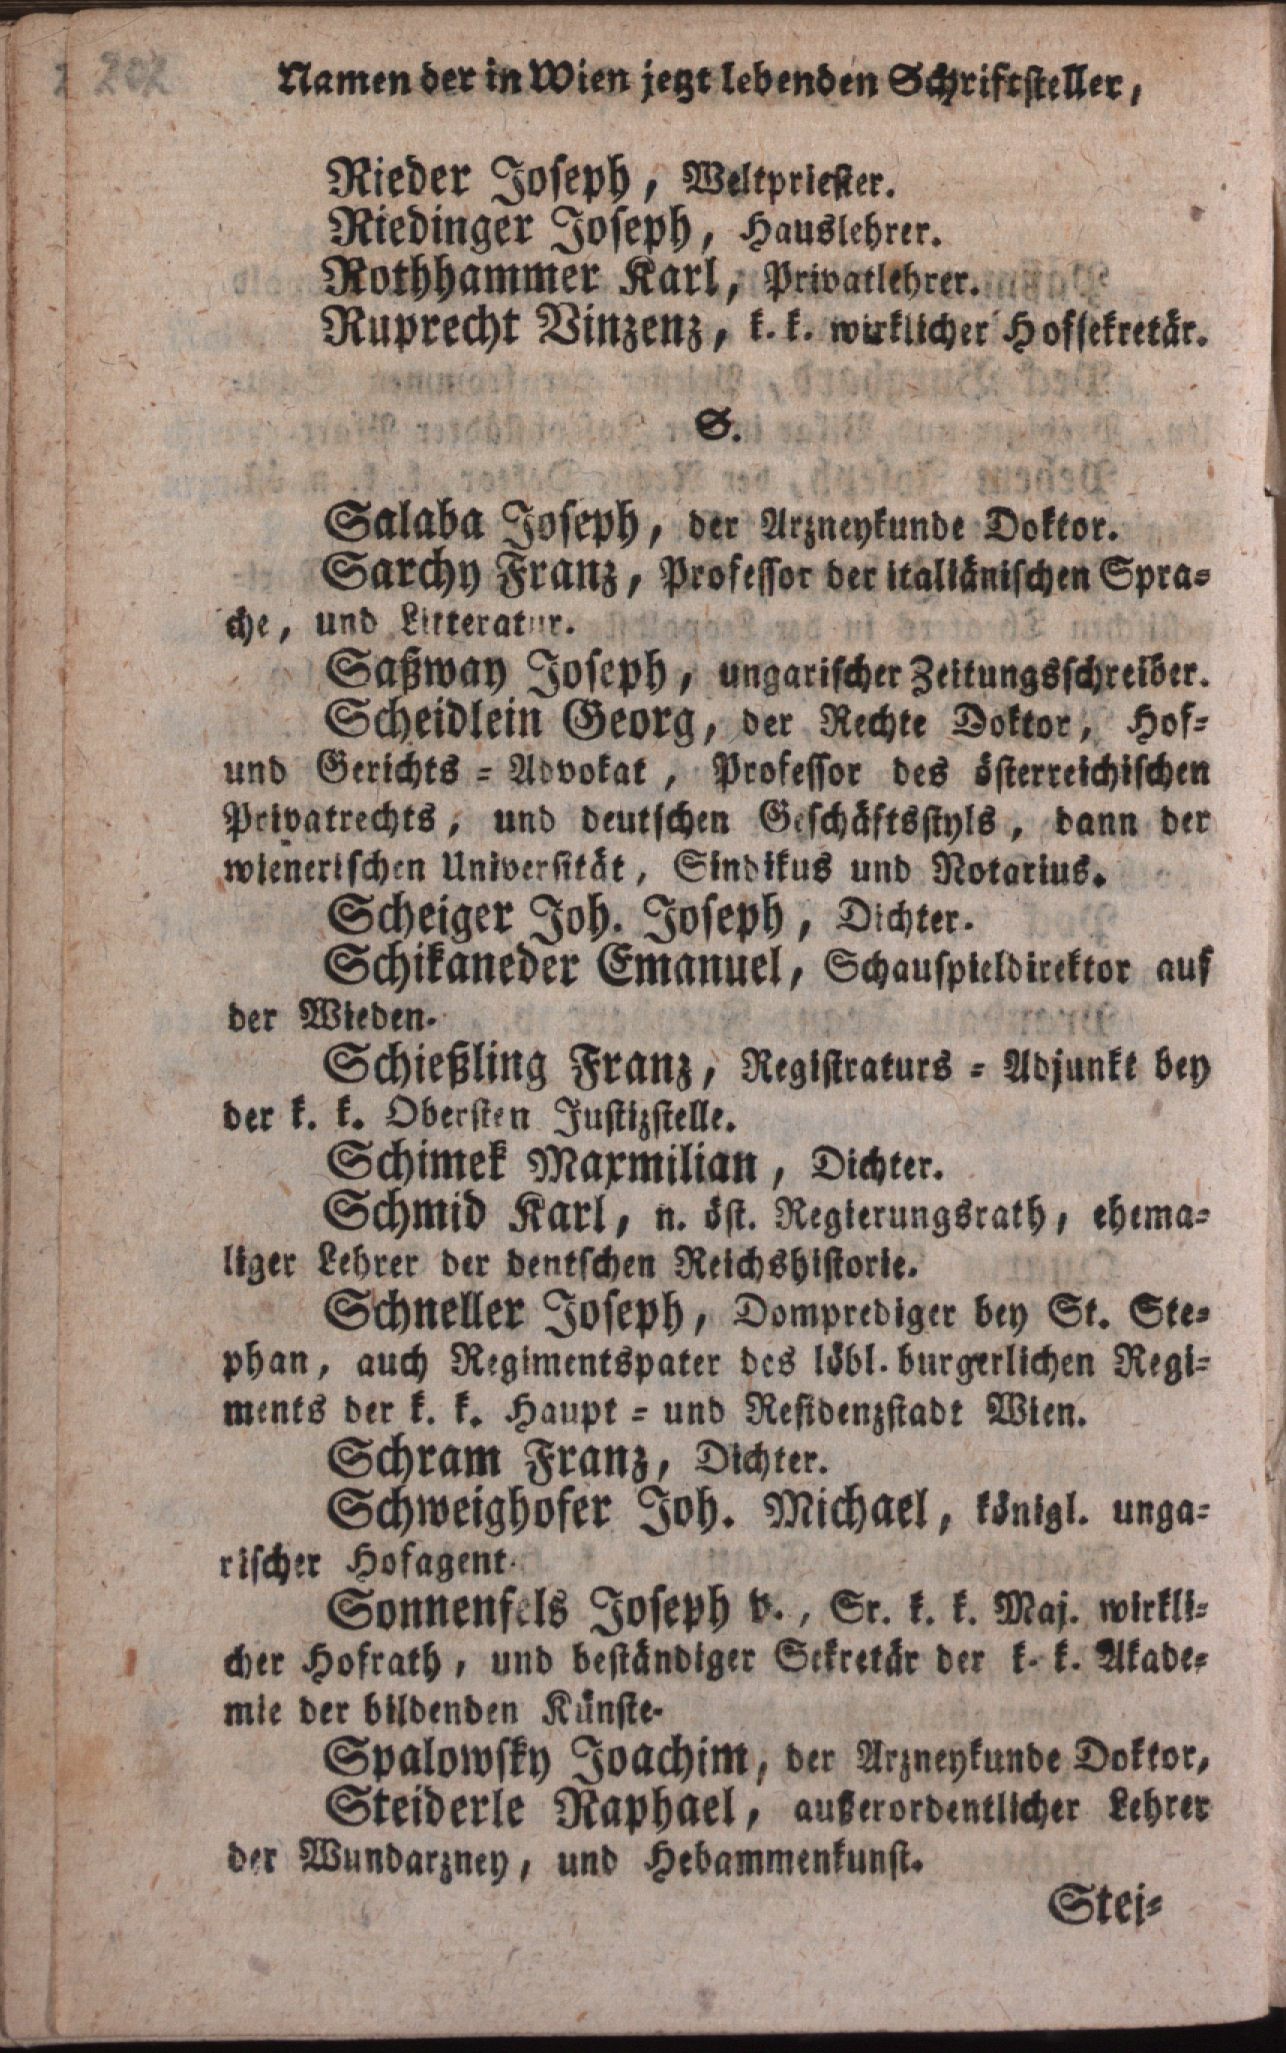 202
Namen der in Wien jetzt lebenden Schriftsteller,
Rieder Joseph, Weltpriester.
Riedinger Joseph, Hauslehrer.
Rothhammer Karl, Privatlehrer.
Ruprecht Vinzenz, k. k. wirklicher Hofsekretär.
S.
Salaba Joseph, der Arzneykunde Doktor.
Sarchy Franz, Professor der italiänischen Spra-
che, und Litteratur.
Saßway Joseph, ungarischer Zeitungsschreiber.
Scheidlein Georg, der Rechte Doktor, Hof-
und Gerichts-Advokat, Professor des österreichischen
Privatrechts, und deutschen Geschäftsstyls, dann der
wienerischen Universität, Sindikus und Notarius.
Scheiger Joh. Joseph, Dichter.
Schikaneder Emanuel, Schauspieldirektor auf
der Wieden.
Schießling Franz, Registraturs-Adjunkt bey
der k. k. Obersten Justizstelle.
Schimek Maxmilian, Dichter.
Schmid Karl, n. öst. Regierungsrath, ehema-
liger Lehrer der dentschen Reichshistorie.
Schneller Joseph, Domprediger bey St. Ste-
phan, auch Regimentspater des löbl. burgerlichen Regi-
ments der k. k. Haupt- und Residenzstadt Wien.
Schram Franz, Dichter.
Schweighofer Joh. Michael, königl. unga-
rischer Hofagent.
Sonnenfels Joseph v., Sr. k. k. Maj. wirkli-
cher Hofrath, und beständiger Sekretär der k. k. Akade-
mie der bildenden Künste.
Spalowsky Joachim, der Arzneykunde Doktor,
Steiderle Raphael, außerordentlicher Lehrer
der Wundarzney, und Hebammenkunst.
Stei-